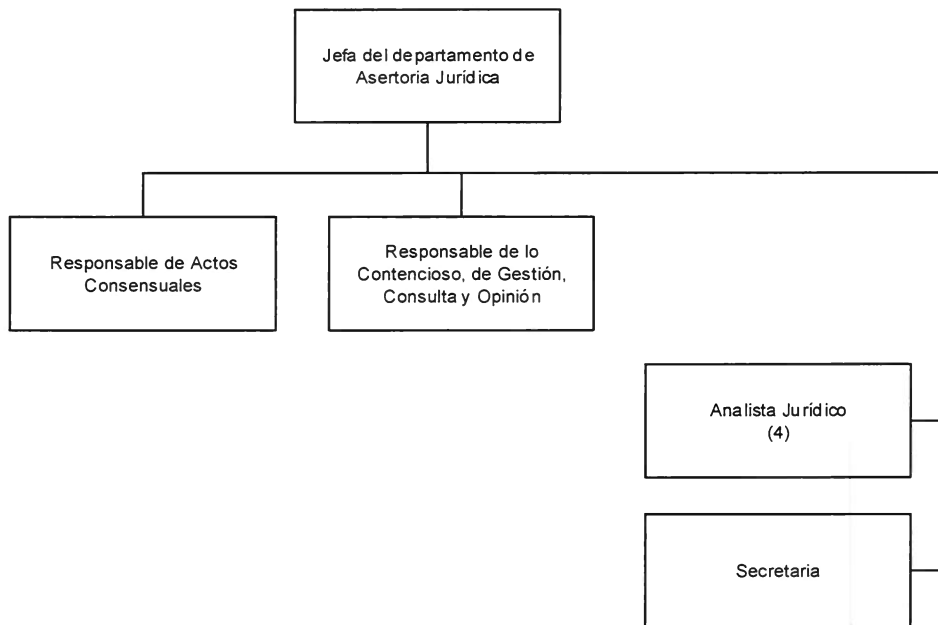 Jefa del departamento de
Asertoria Jurídica
Responsable de Actos
Consensuales
Responsable de lo
Contencioso, de Gestión,
Consulta y Opinión
Analista Jurídico
(4)
Secretaria